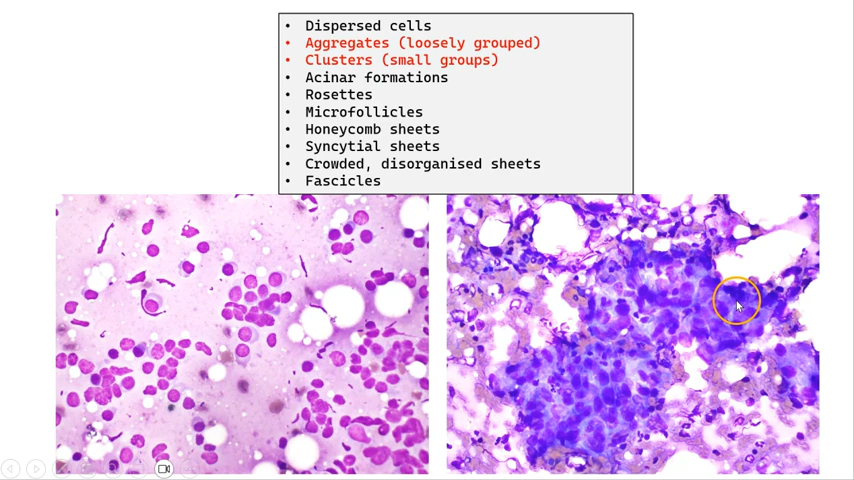 • Dispersed cells
• Aggregates (loosely grouped)
• Clusters (small groups)
• Acinar formations
• Rosettes
• Microfollicles
• Honeycomb sheets
• Syncytial sheets
• Crowded, disorganised sheets
• Fascicles